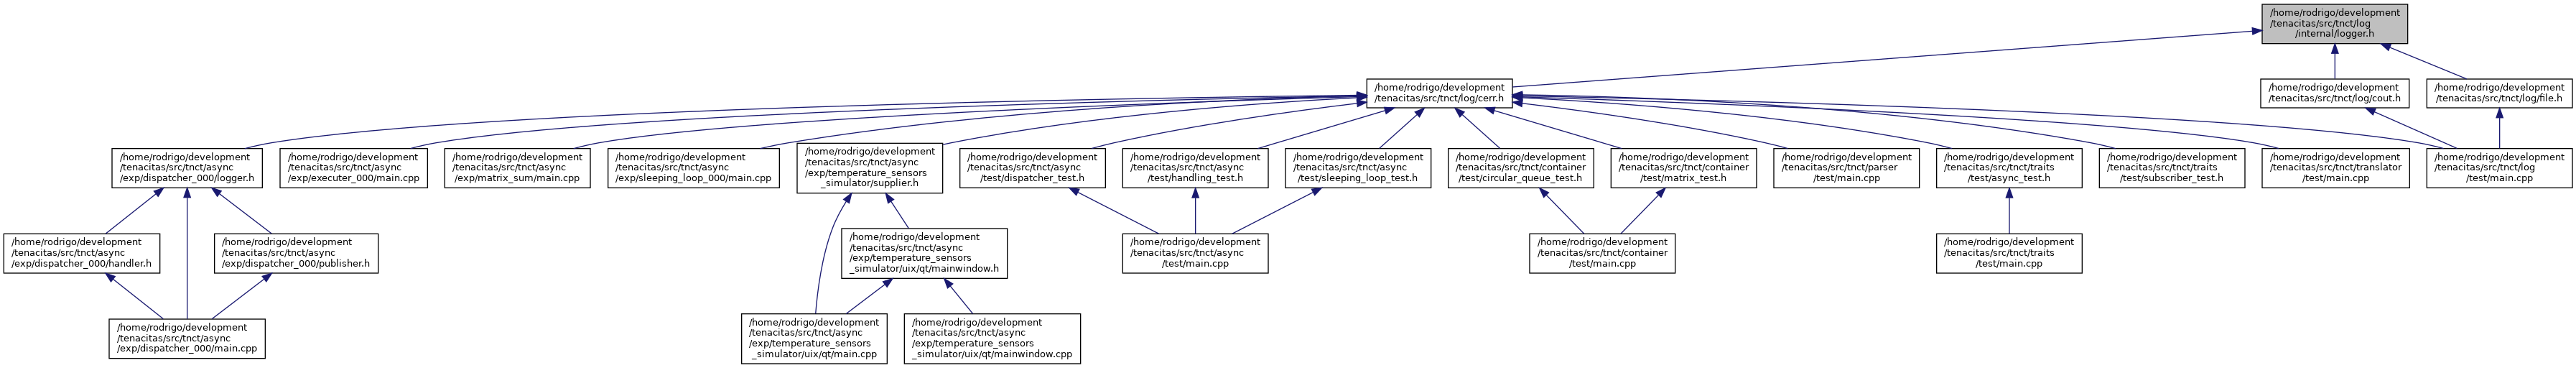 /home/rodrigo/development
/tenacitas/src/tnct/log
/internal/logger.h
/home/rodrigo/development
/tenacitas/src/tnct/log/cerr.h
/home/rodrigo/development
/tenacitas/src/tnct/log/cout.h
/home/rodrigo/development
/tenacitas/src/tnct/log/file.h
/home/rodrigo/development
/tenacitas/src/tnct/async
/exp/dispatcher_000/logger.h
/home/rodrigo/development
/tenacitas/src/tnct/async
/exp/executer_000/main.cpp
/home/rodrigo/development
/tenacitas/src/tnct/async
/exp/matrix_sum/main.cpp
/home/rodrigo/development
/tenacitas/src/tnct/async
/exp/sleeping_loop_000/main.cpp
/home/rodrigo/development
/tenacitas/src/tnct/async
/exp/temperature_sensors
_simulator/supplier.h
/home/rodrigo/development
/tenacitas/src/tnct/async
/test/dispatcher_test.h
/home/rodrigo/development
/tenacitas/src/tnct/async
/test/handling_test.h
/home/rodrigo/development
/tenacitas/src/tnct/async
/test/sleeping_loop_test.h
/home/rodrigo/development
/tenacitas/src/tnct/container
/test/circular_queue_test.h
/home/rodrigo/development
/tenacitas/src/tnct/container
/test/matrix_test.h
/home/rodrigo/development
/tenacitas/src/tnct/parser
/test/main.cpp
/home/rodrigo/development
/tenacitas/src/tnct/traits
/test/async_test.h
/home/rodrigo/development
/tenacitas/src/tnct/traits
/test/subscriber_test.h
/home/rodrigo/development
/tenacitas/src/tnct/translator
/test/main.cpp
/home/rodrigo/development
/tenacitas/src/tnct/log
/test/main.cpp
/home/rodrigo/development
/tenacitas/src/tnct/async
/exp/dispatcher_000/handler.h
/home/rodrigo/development
/tenacitas/src/tnct/async
/exp/dispatcher_000/publisher.h
/home/rodrigo/development
/tenacitas/src/tnct/async
/exp/temperature_sensors
_simulator/uix/qt/mainwindow.h
/home/rodrigo/development
/tenacitas/src/tnct/async
/test/main.cpp
/home/rodrigo/development
/tenacitas/src/tnct/container
/test/main.cpp
/home/rodrigo/development
/tenacitas/src/tnct/traits
/test/main.cpp
/home/rodrigo/development
/tenacitas/src/tnct/async
/exp/dispatcher_000/main.cpp
/home/rodrigo/development
/tenacitas/src/tnct/async
/exp/temperature_sensors
_simulator/uix/qt/main.cpp
/home/rodrigo/development
/tenacitas/src/tnct/async
/exp/temperature_sensors
_simulator/uix/qt/mainwindow.cpp